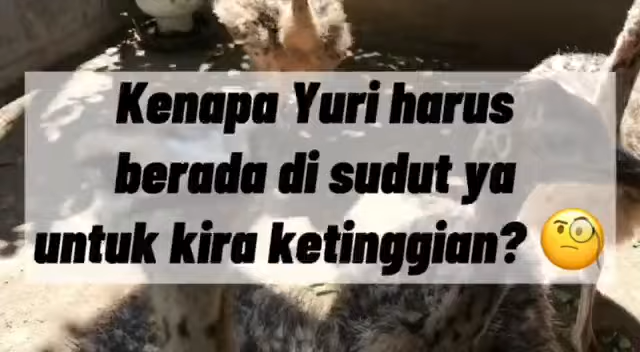 Kenapa Yuri harus
berada di sudut ya
untuk kira ketinggian? 🧐